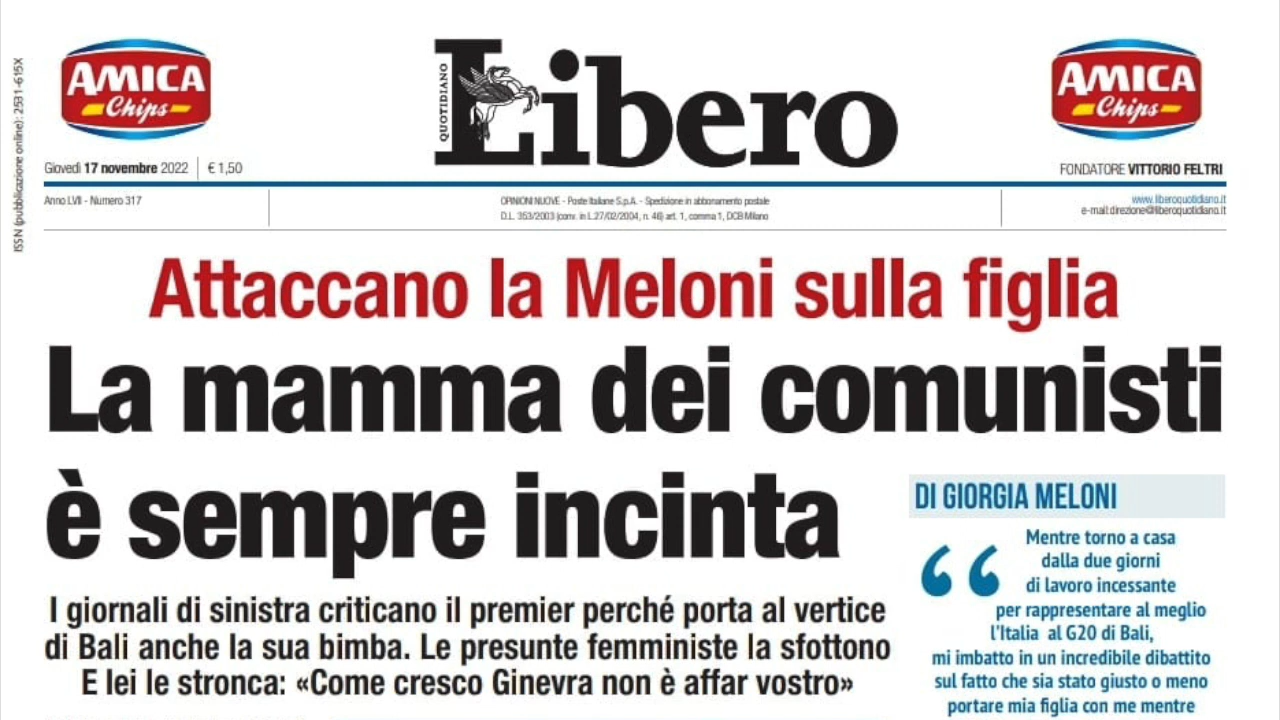 ISSN (pubblicazione online): 2531-615X
AMICA
Chips
QUOTIDIANO
Libero
AMICA
Chips
Giovedì 17 novembre 2022 € 1,50
FONDATORE VITTORIO FELTRI
Anno LVII - Numero 317
OPINIONI NUOVE - Poste Italiane S.p.A. - Spedizione in abbonamento postale
D.L. 353/2003 (conv. in L.27/02/2004, n. 46) art. 1, comma 1, DCB Milano
www.liberoquotidiano.it
e-mail:direzione@liberoquotidiano.it
Attaccano la Meloni sulla figlia
La mamma dei comunisti
è sempre incinta
I giornali di sinistra criticano il premier perché porta al vertice
di Bali anche la sua bimba. Le presunte femministe la sfottono
E lei le stronca: «Come cresco Ginevra non è affar vostro»
DI GIORGIA MELONI
“ Mentre torno a casa
dalla due giorni
di lavoro incessante
per rappresentare al meglio
l'Italia al G20 di Bali,
mi imbatto in un incredibile dibattito
sul fatto che sia stato giusto o meno
portare mia figlia con me mentre